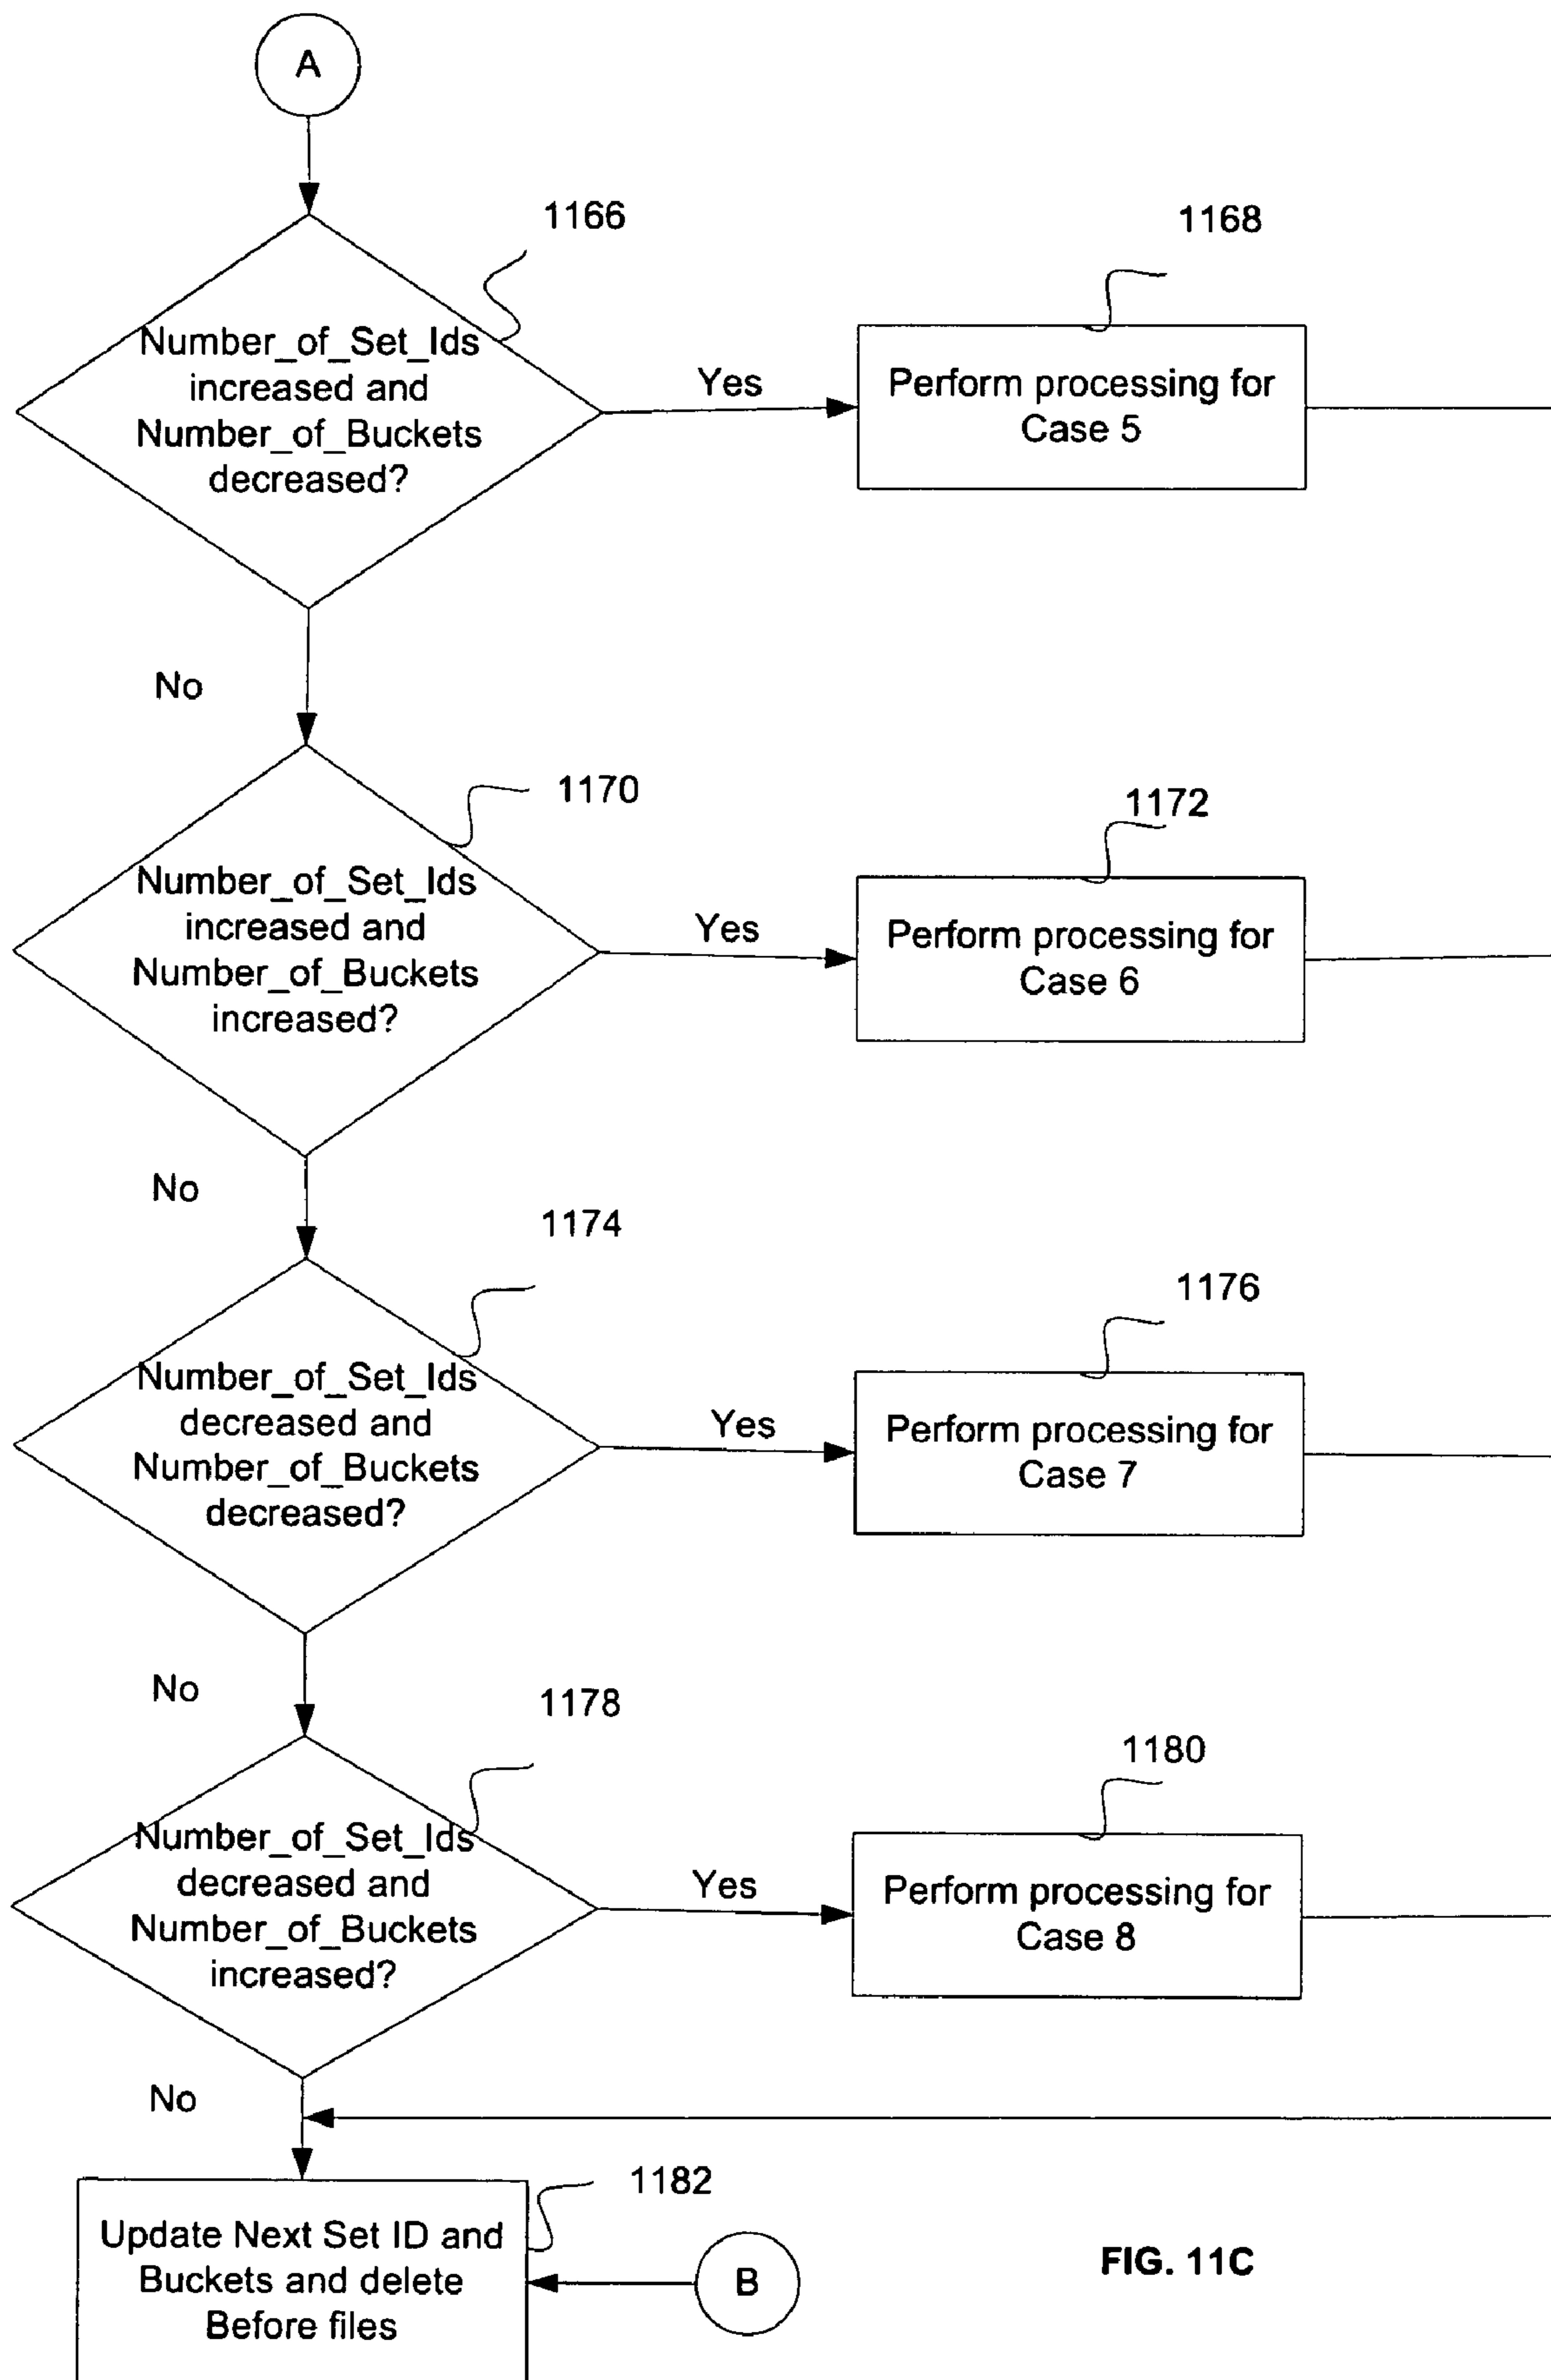 A
1166
1168
Number_of_Set_Ids
increased and
Number_of_Buckets
decreased?
Yes
Perform processing for
Case 5
No
1170
1172
Number_of_Set_Ids
increased and
Number_of_Buckets
increased?
Yes
Perform processing for
Case 6
No
1174
1176
Number_of_Set_Ids
decreased and
Number_of_Buckets
decreased?
Yes
Perform processing for
Case 7
No
1178
1180
Number_of_Set_Ids
decreased and
Number_of_Buckets
increased?
Yes
Perform processing for
Case 8
No
1182
Update Next Set ID and
Buckets and delete
Before files
B
FIG. 11C